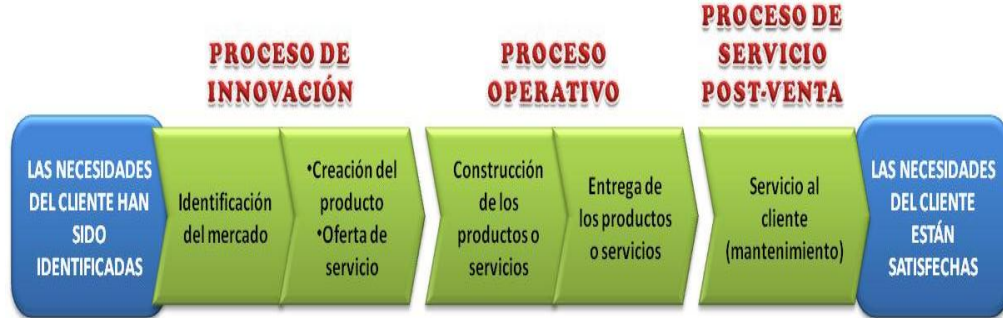 PROCESO DE
INNOVACIÓN
PROCESO
OPERATIVO
PROCESO DE
SERVICIO
POST-VENTA
LAS NECESIDADES
DEL CLIENTE HAN
SIDO
IDENTIFICADAS
Identificación
del mercado
•Creación del
producto
•Oferta de
servicio
Construcción
de los
productos o
servicios
Entrega de
los productos
o servicios
Servicio al
cliente
(mantenimiento)
LAS NECESIDADES
DEL CLIENTE
ESTÁN
SATISFECHAS